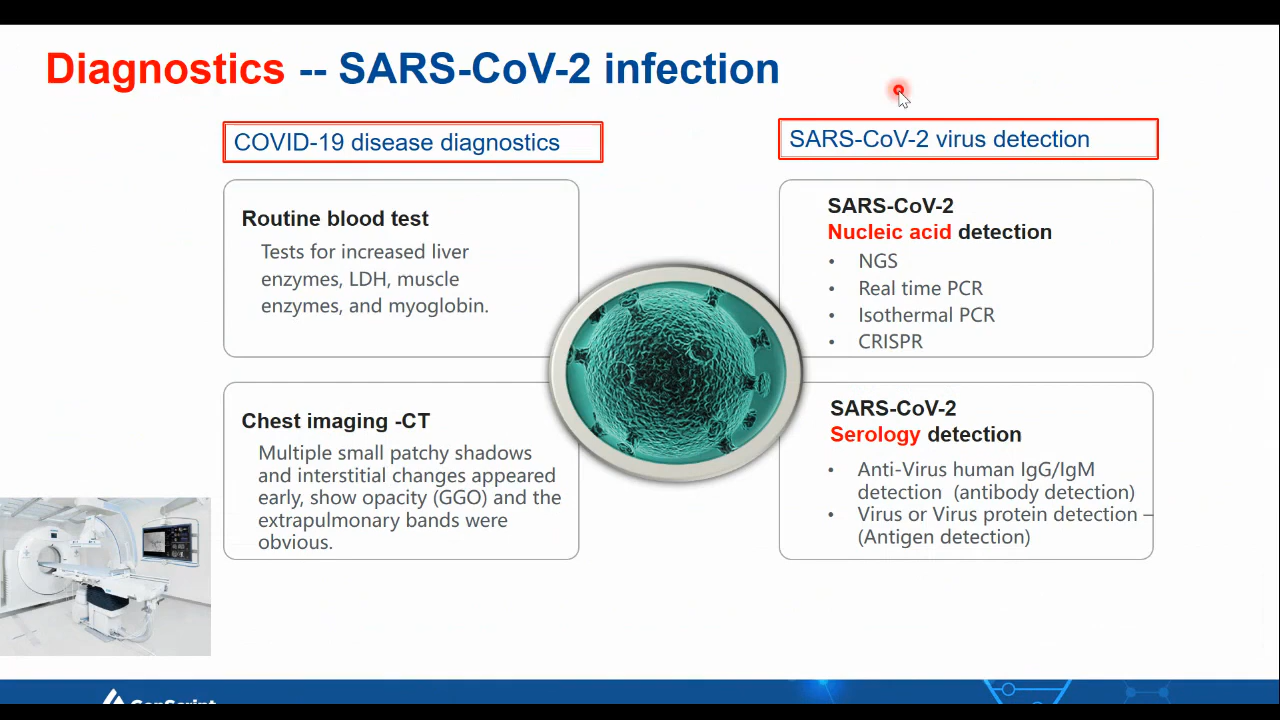 Diagnostics -- SARS-CoV-2 infection
COVID-19 disease diagnostics
Routine blood test
Tests for increased liver
enzymes, LDH, muscle
enzymes, and myoglobin.
Chest imaging -CT
Multiple small patchy shadows
and interstitial changes appeared
early, show opacity (GGO) and the
extrapulmonary bands were
obvious.
SARS-CoV-2 virus detection
SARS-CoV-2
Nucleic acid detection
• NGS
• Real time PCR
• Isothermal PCR
• CRISPR
SARS-CoV-2
Serology detection
• Anti-Virus human IgG/IgM
detection (antibody detection)
• Virus or Virus protein detection –
(Antigen detection)
GenScript